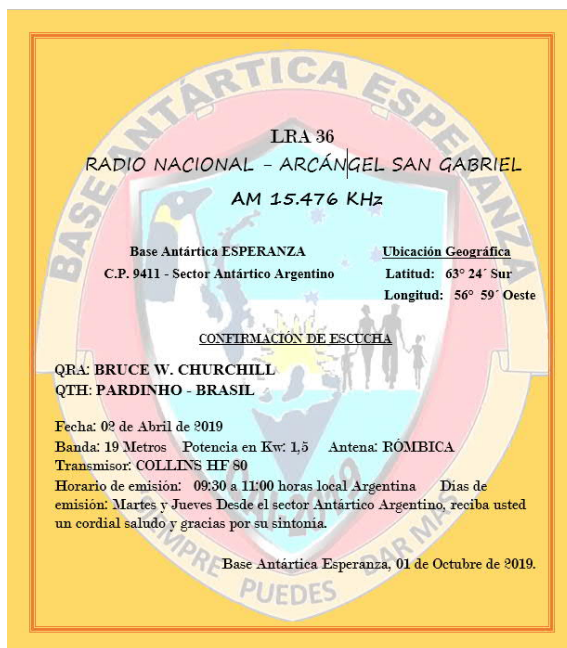 BASE ANTÁRTICA ESPERANZA
LRA 36
RADIO NACIONAL - ARCÁNGEL SAN GABRIEL
AM 15.476 KHz
Base Antártica ESPERANZA
C.P. 9411 - Sector Antártico Argentino
Ubicación Geográfica
Latitud: 63° 24´ Sur
Longitud: 56° 59´ Oeste
CONFIRMACIÓN DE ESCUCHA
QRA: BRUCE W. CHURCHILL
QTH: PARDINHO - BRASIL
Fecha: 02 de Abril de 2019
Banda: 19 Metros Potencia en Kw: 1,5 Antena: RÓMBICA
Transmisor: COLLINS HF 80
Horario de emisión: 09:30 a 11:00 horas local Argentina Días de
emisión: Martes y Jueves Desde el sector Antártico Argentino, reciba usted
un cordial saludo y gracias por su sintonía.
Base Antártica Esperanza, 01 de Octubre de 2019.
SIEMPRE PUEDES DAR MÁS